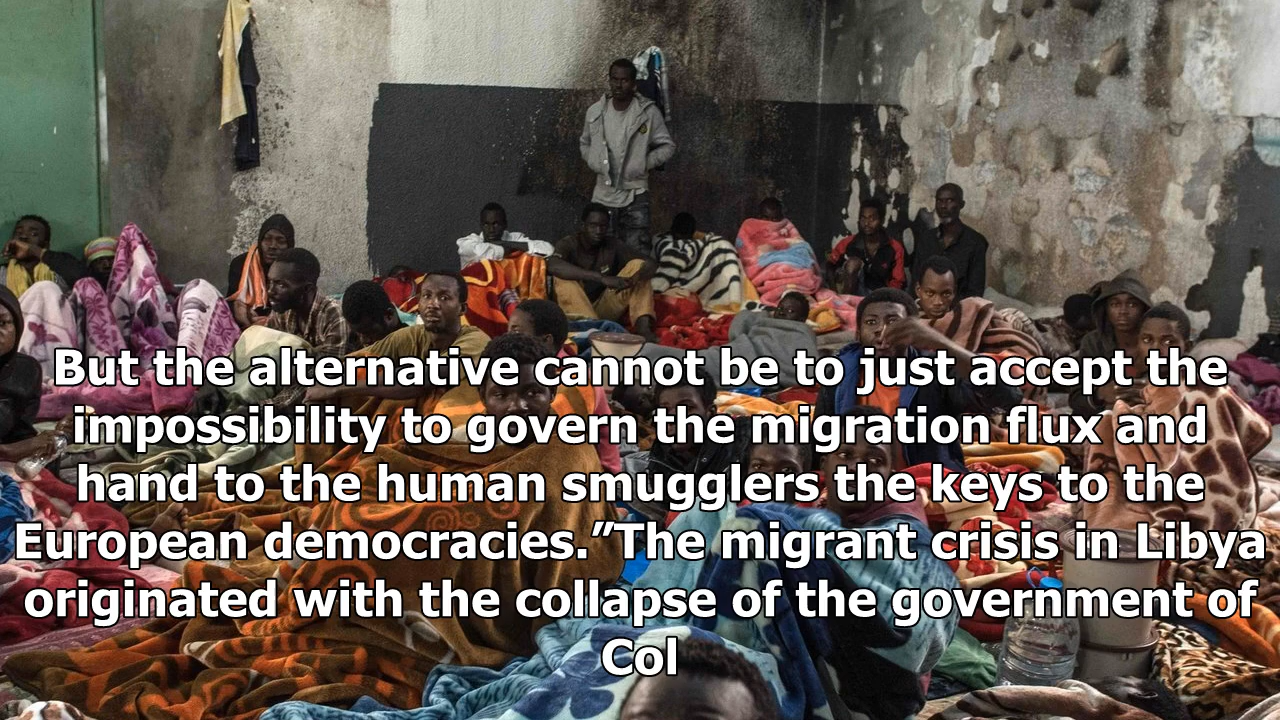 But the alternative cannot be to just accept the
impossibility to govern the migration flux and
hand to the human smugglers the keys to the
European democracies.”The migrant crisis in Libya
originated with the collapse of the government of
Col